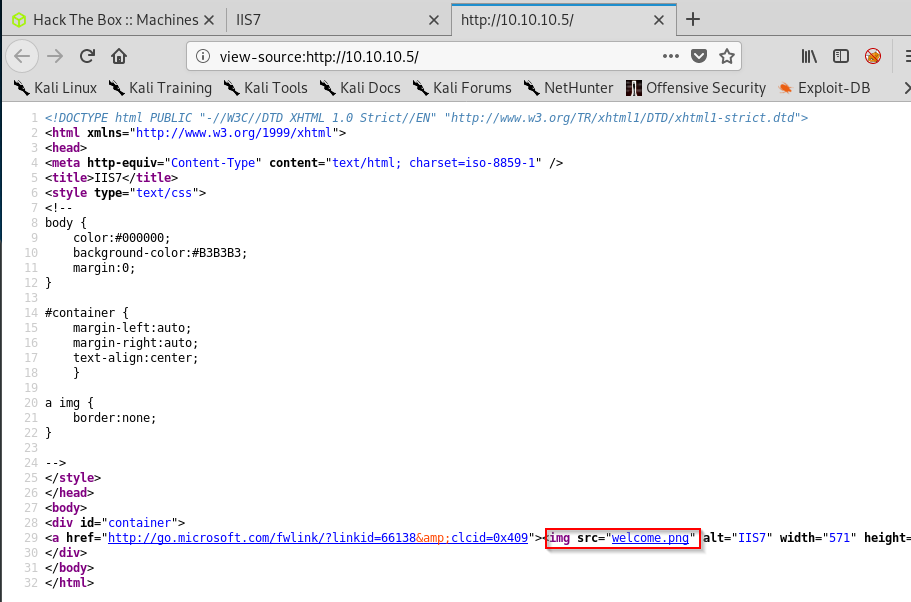 Hack The Box :: Machines
IIS7
http://10.10.10.5/
view-source:http://10.10.10.5/
Kali Linux Kali Training Kali Tools Kali Docs Kali Forums NetHunter Offensive Security Exploit-DB
1 <!DOCTYPE html PUBLIC "-//W3C//DTD XHTML 1.0 Strict//EN" "http://www.w3.org/TR/xhtml1/DTD/xhtml1-strict.dtd">
2 <html xmlns="http://www.w3.org/1999/xhtml">
3 <head>
4 <meta http-equiv="Content-Type" content="text/html; charset=iso-8859-1" />
5 <title>IIS7</title>
6 <style type="text/css">
7 <!--
8 body {
9     color:#000000;
10     background-color:#B3B3B3;
11     margin:0;
12 }
13
14 #container {
15     margin-left:auto;
16     margin-right:auto;
17     text-align:center;
18     }
19
20 a img {
21     border:none;
22 }
23
24 -->
25 </style>
26 </head>
27 <body>
28 <div id="container">
29 <a href="http://go.microsoft.com/fwlink/?linkid=66138&amp;clcid=0x409"><img src="welcome.png" alt="IIS7" width="571" height=
30 </div>
31 </body>
32 </html>